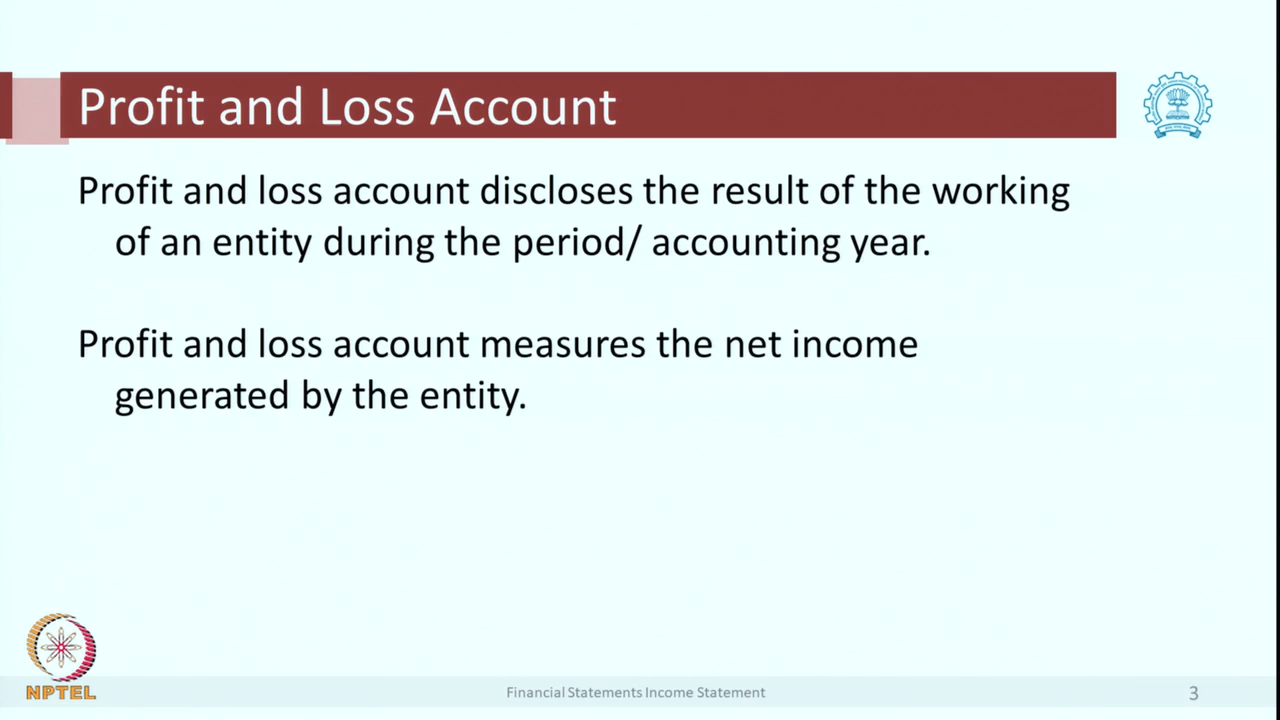 Profit and Loss Account
Profit and loss account discloses the result of the working
of an entity during the period/ accounting year.
Profit and loss account measures the net income
generated by the entity.
NPTEL
Financial Statements Income Statement
3